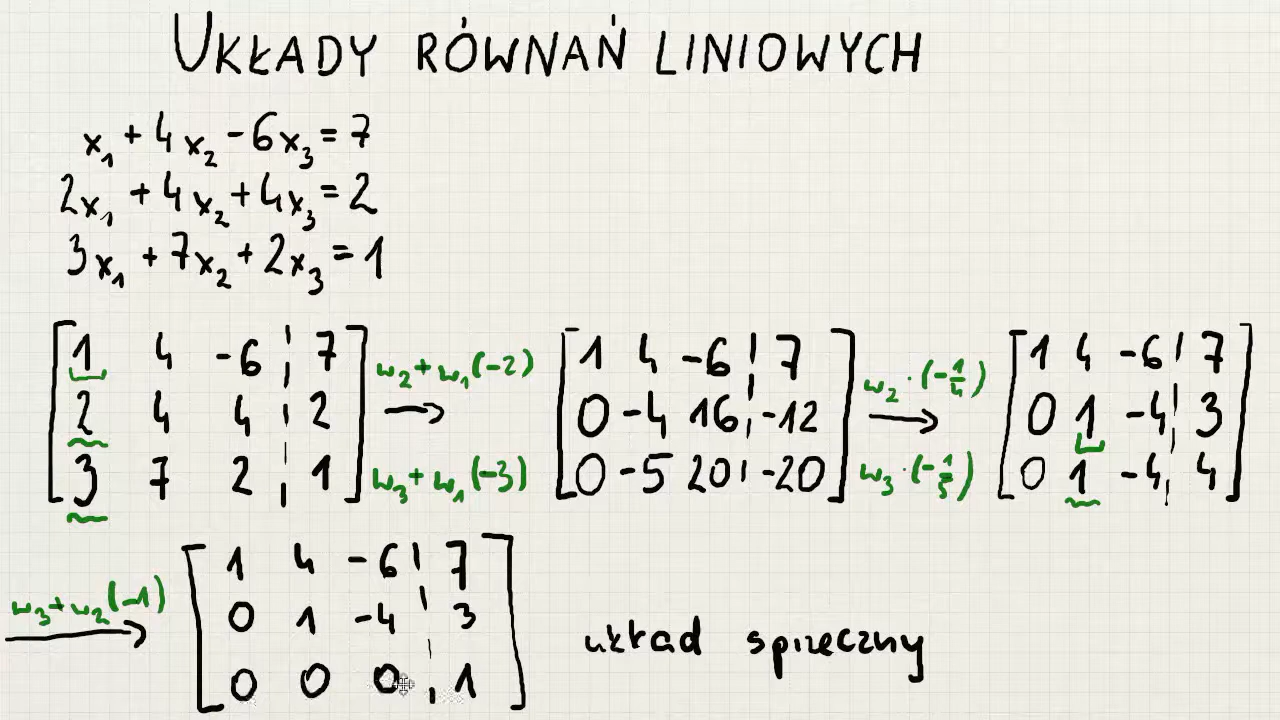 UKŁADY RÓWNAŃ LINIOWYCH
x₁ + 4x₂ - 6x₃ = 7
2x₁ + 4x₂ + 4x₃ = 2
3x₁ + 7x₂ + 2x₃ = 1
[1 4 -6 ¦ 7] w₂+w₁(-2) [1 4 -6 ¦ 7] w₂·(-1/4) [1 4 -6 ¦ 7]
[2 4 4 ¦ 2] → [0 -4 16 ¦ -12] → [0 1 -4 ¦ 3]
[3 7 2 ¦ 1] w₃+w₁(-3) [0 -5 20 ¦ -20] w₃·(-1/5) [0 1 -4 ¦ 4]
[1 4 -6 ¦ 7]
w₃+w₂(-1) → [0 1 -4 ¦ 3] układ sprzeczny
[0 0 0 ¦ 1]